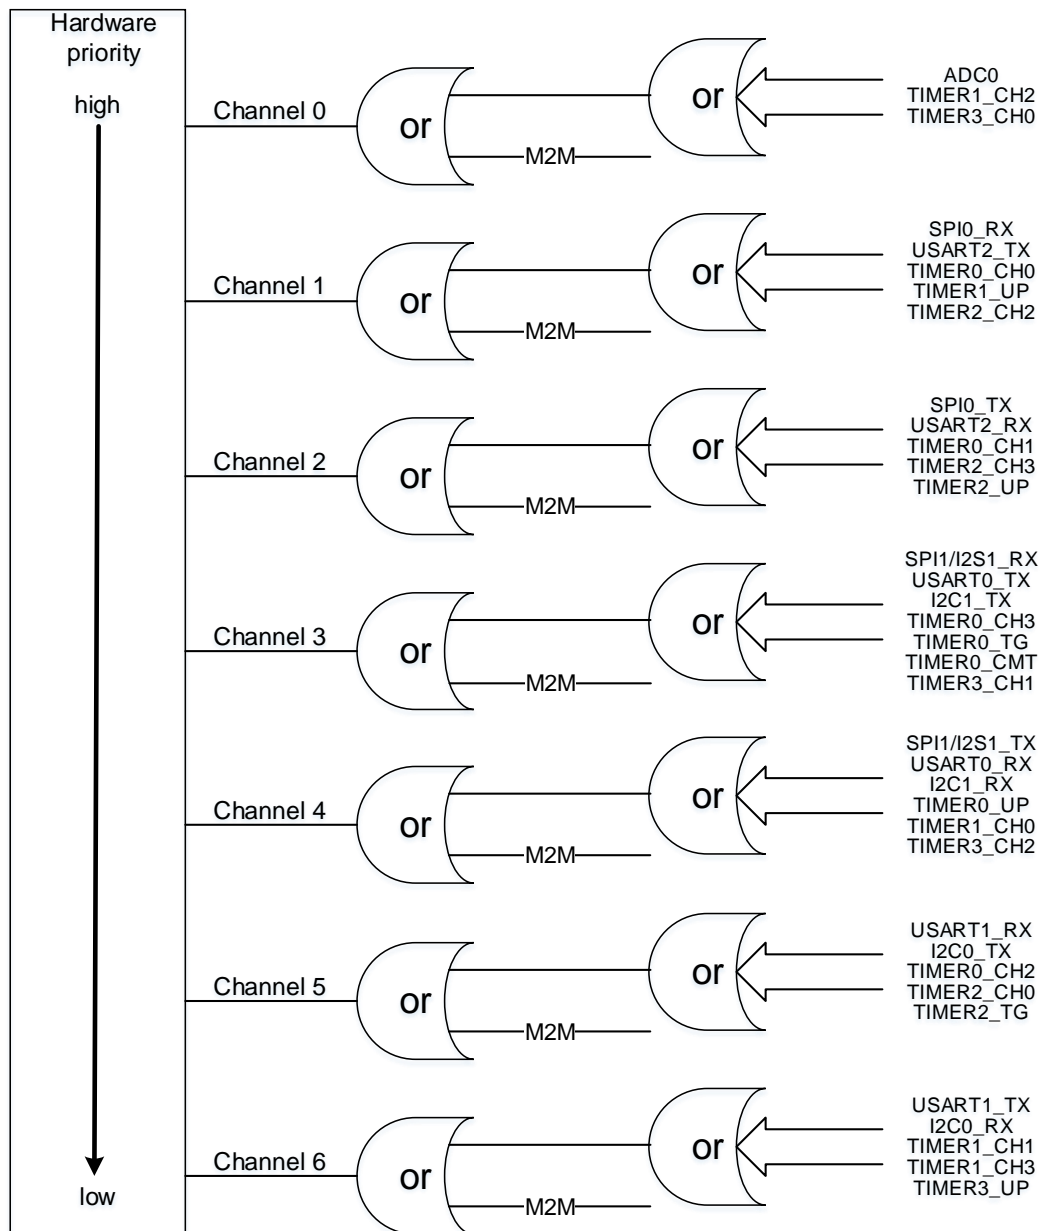 Hardware
priority
high
low
Channel 0
or
M2M
or
ADC0
TIMER1_CH2
TIMER3_CH0
Channel 1
or
M2M
or
SPI0_RX
USART2_TX
TIMER0_CH0
TIMER1_UP
TIMER2_CH2
Channel 2
or
M2M
or
SPI0_TX
USART2_RX
TIMER0_CH1
TIMER2_CH3
TIMER2_UP
Channel 3
or
M2M
or
SPI1/I2S1_RX
USART0_TX
I2C1_TX
TIMER0_CH3
TIMER0_TG
TIMER0_CMT
TIMER3_CH1
Channel 4
or
M2M
or
SPI1/I2S1_TX
USART0_RX
I2C1_RX
TIMER0_UP
TIMER1_CH0
TIMER3_CH2
Channel 5
or
M2M
or
USART1_RX
I2C0_TX
TIMER0_CH2
TIMER2_CH0
TIMER2_TG
Channel 6
or
M2M
or
USART1_TX
I2C0_RX
TIMER1_CH1
TIMER1_CH3
TIMER3_UP